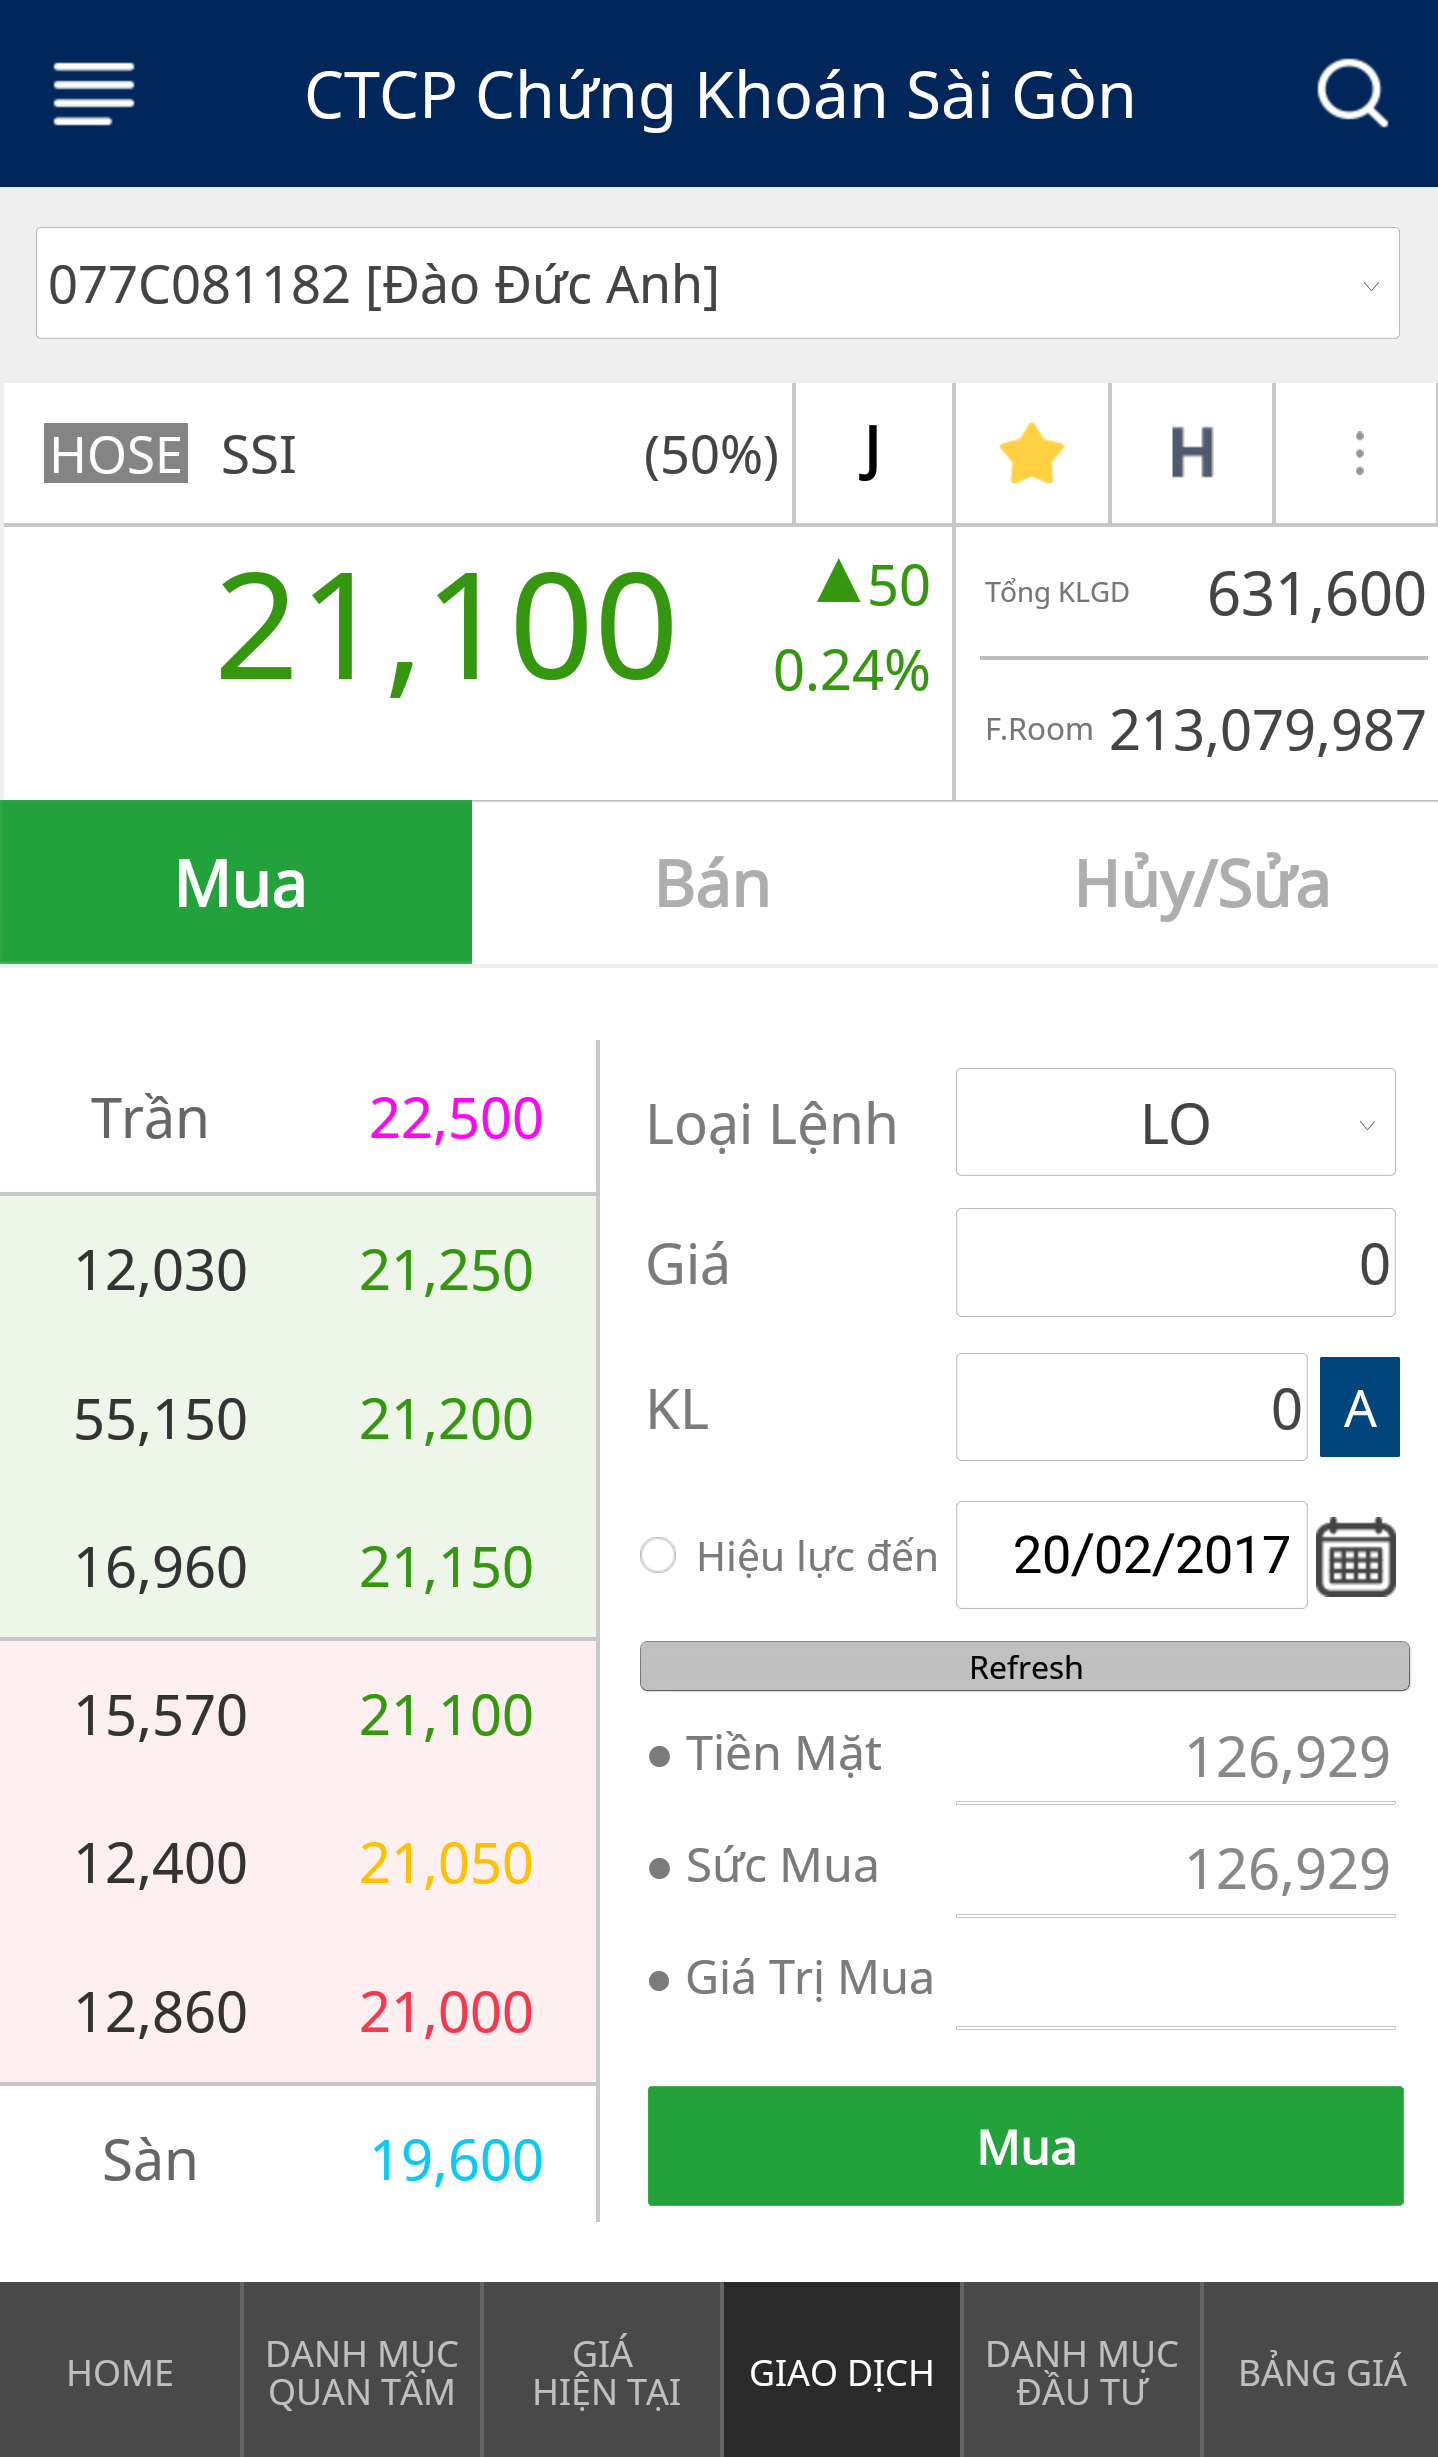 CTCP Chứng Khoán Sài Gòn
077C081182 [Đào Đức Anh]
HOSE SSI (50%) J H
21,100 ▲50
0.24%
Tổng KLGD 631,600
F.Room 213,079,987
Mua Bán Hủy/Sửa
Trần 22,500
12,030 21,250
55,150 21,200
16,960 21,150
15,570 21,100
12,400 21,050
12,860 21,000
Sàn 19,600
Loại Lệnh LO
Giá 0
KL 0 A
Hiệu lực đến 20/02/2017
Refresh
● Tiền Mặt 126,929
● Sức Mua 126,929
● Giá Trị Mua
Mua
HOME
DANH MỤC
QUAN TÂM
GIÁ
HIỆN TẠI
GIAO DỊCH
DANH MỤC
ĐẦU TƯ
BẢNG GIÁ